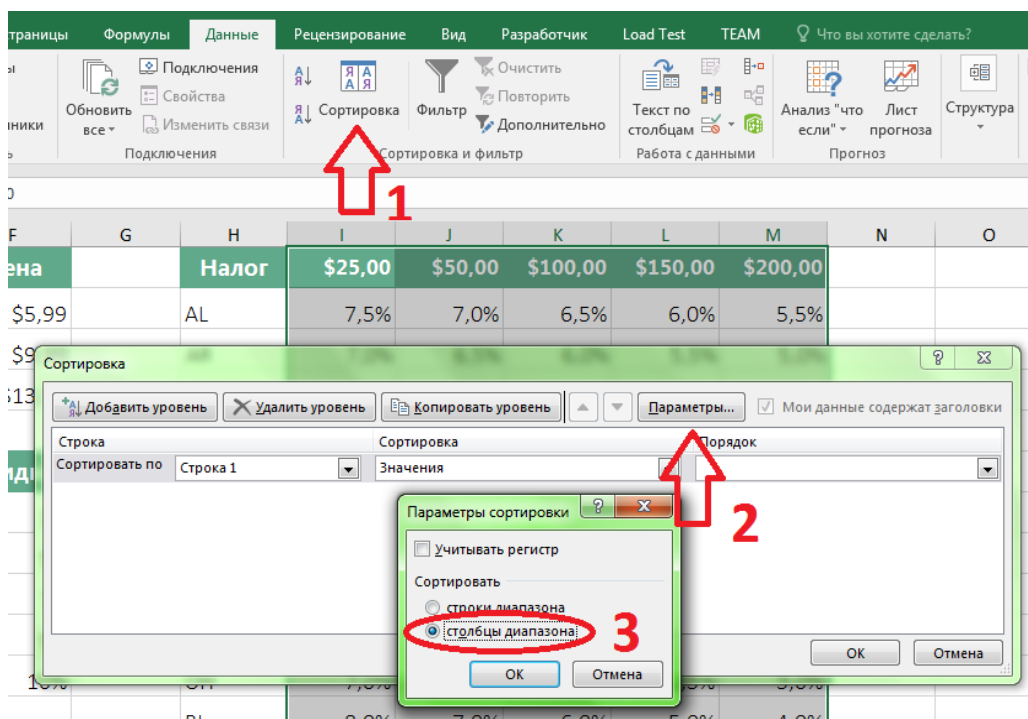 траницы Формулы Данные Рецензирование Вид Разработчик Load Test TEAM Что вы хотите сделать?
Обновить все
Подключения
Свойства
Изменить связи
Подключения
Сортировка
Фильтр
Очистить
Повторить
Дополнительно
Сортировка и фильтр
Текст по столбцам
Работа с данными
Анализ "что если"
Лист прогноза
Прогноз
Структура
1
F G H I J K L M N O
ена Налог $25,00 $50,00 $100,00 $150,00 $200,00
$5,99 AL 7,5% 7,0% 6,5% 6,0% 5,5%
Сортировка
Добавить уровень Удалить уровень Копировать уровень Параметры... Мои данные содержат заголовки
Строка Сортировка Порядок
Сортировать по Строка 1 Значения
2
Параметры сортировки
Учитывать регистр
Сортировать
строки диапазона
столбцы диапазона
3
OK Отмена
OK Отмена